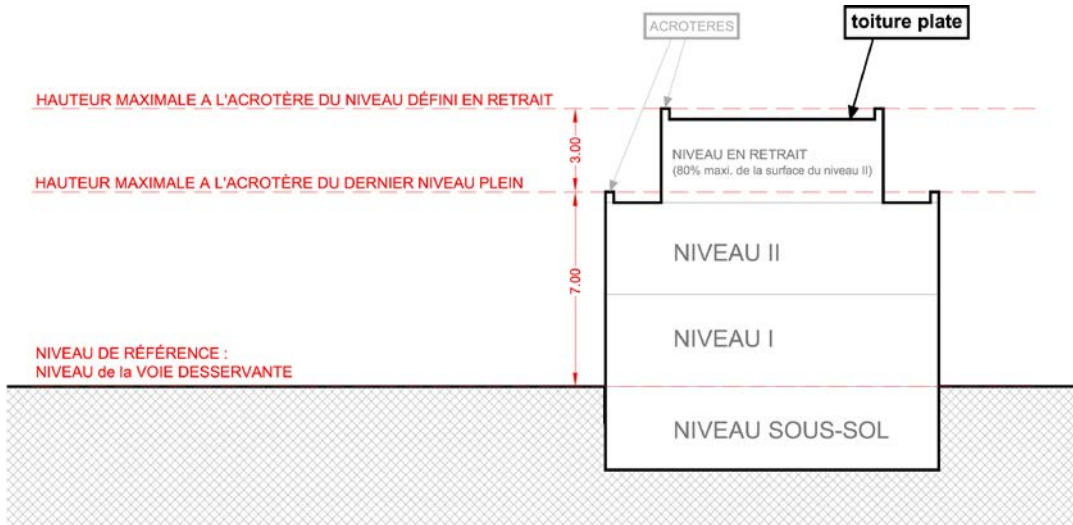 ACROTERES
toiture plate
HAUTEUR MAXIMALE A L'ACROTÈRE DU NIVEAU DÉFINI EN RETRAIT
3.00
NIVEAU EN RETRAIT
(80% maxi. de la surface du niveau II)
HAUTEUR MAXIMALE A L'ACROTÈRE DU DERNIER NIVEAU PLEIN
NIVEAU II
7.00
NIVEAU I
NIVEAU DE RÉFÉRENCE :
NIVEAU de la VOIE DESSERVANTE
NIVEAU SOUS-SOL